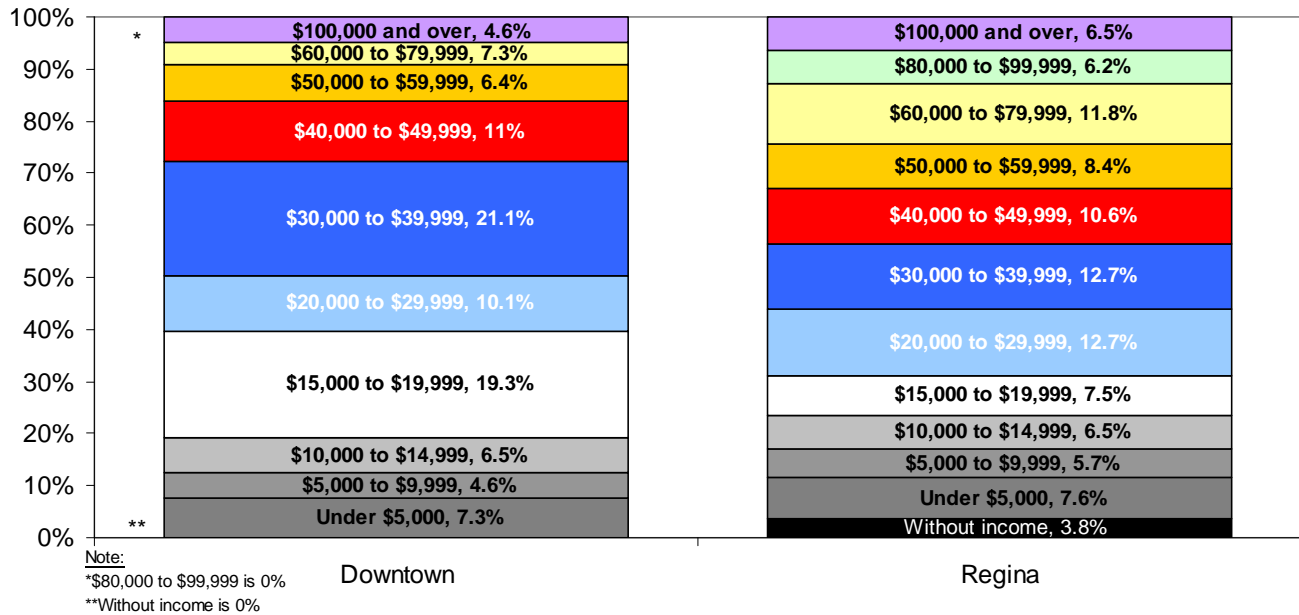 100%
90%
80%
70%
60%
50%
40%
30%
20%
10%
0%
*
**
$100,000 and over, 4.6%
$60,000 to $79,999, 7.3%
$50,000 to $59,999, 6.4%
$40,000 to $49,999, 11%
$30,000 to $39,999, 21.1%
$20,000 to $29,999, 10.1%
$15,000 to $19,999, 19.3%
$10,000 to $14,999, 6.5%
$5,000 to $9,999, 4.6%
Under $5,000, 7.3%
$100,000 and over, 6.5%
$80,000 to $99,999, 6.2%
$60,000 to $79,999, 11.8%
$50,000 to $59,999, 8.4%
$40,000 to $49,999, 10.6%
$30,000 to $39,999, 12.7%
$20,000 to $29,999, 12.7%
$15,000 to $19,999, 7.5%
$10,000 to $14,999, 6.5%
$5,000 to $9,999, 5.7%
Under $5,000, 7.6%
Without income, 3.8%
Downtown
Regina
Note:
*$80,000 to $99,999 is 0%
**Without income is 0%